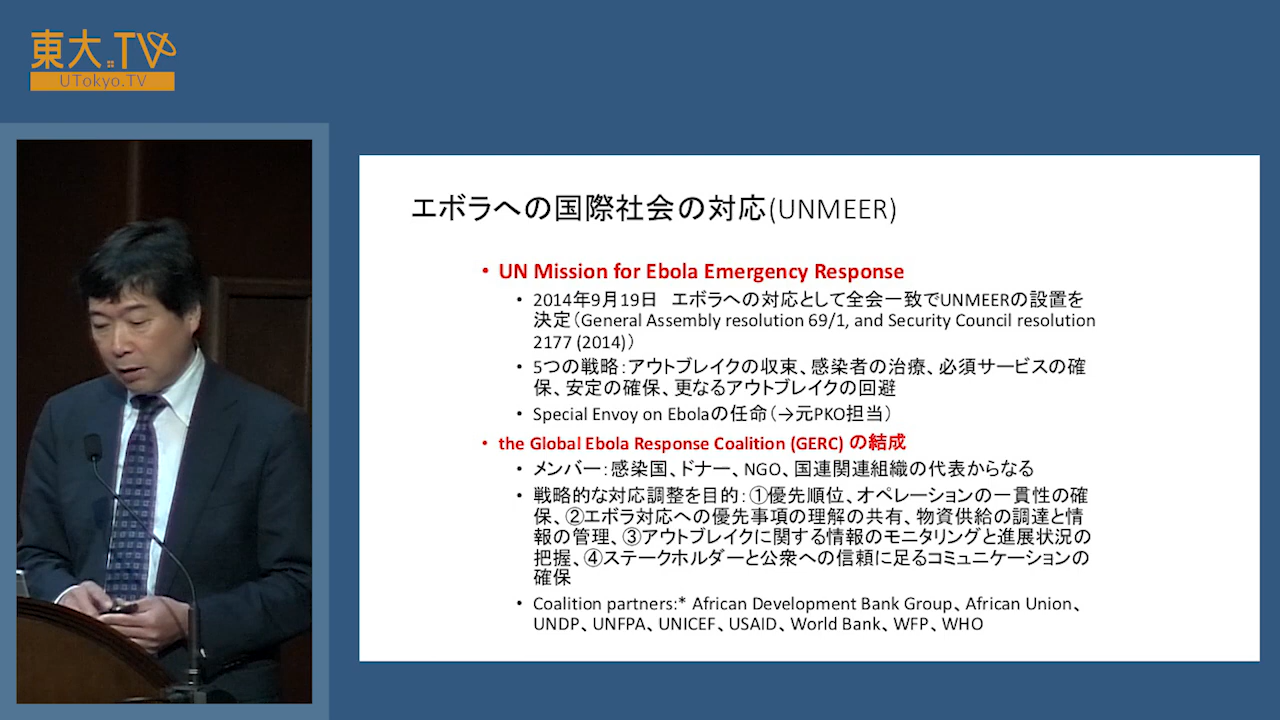 東大.TV
UTokyo.TV
エボラへの国際社会の対応(UNMEER)
• UN Mission for Ebola Emergency Response
• 2014年9月19日　エボラへの対応として全会一致でUNMEERの設置を
決定（General Assembly resolution 69/1, and Security Council resolution
2177 (2014)）
• 5つの戦略：アウトブレイクの収束、感染者の治療、必須サービスの確
保、安定の確保、更なるアウトブレイクの回避
• Special Envoy on Ebolaの任命（→元PKO担当）
• the Global Ebola Response Coalition (GERC) の結成
• メンバー：感染国、ドナー、NGO、国連関連組織の代表からなる
• 戦略的な対応調整を目的：①優先順位、オペレーションの一貫性の確
保、②エボラ対応への優先事項の理解の共有、物資供給の調達と情
報の管理、③アウトブレイクに関する情報のモニタリングと進展状況の
把握、④ステークホルダーと公衆への信頼に足るコミュニケーションの
確保
• Coalition partners:* African Development Bank Group、African Union、
UNDP、UNFPA、UNICEF、USAID、World Bank、WFP、WHO